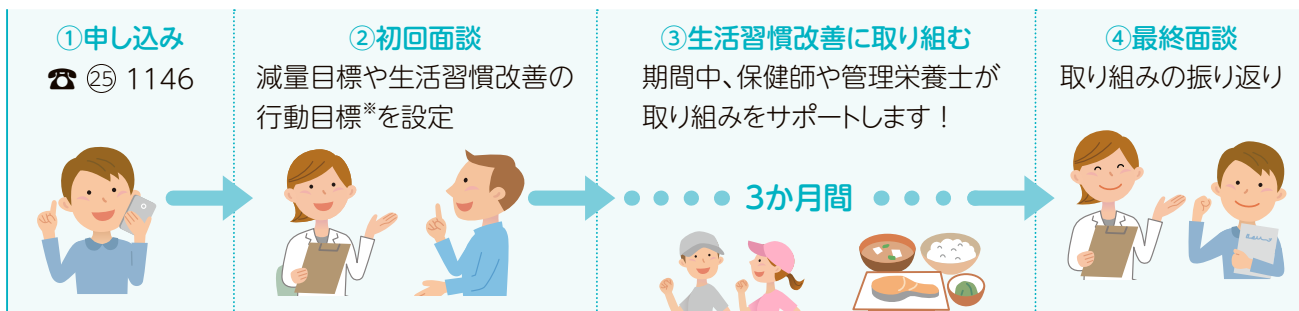 ①申し込み
☎ ㉕ 1146
②初回面談
減量目標や生活習慣改善の
行動目標※を設定
③生活習慣改善に取り組む
期間中、保健師や管理栄養士が
取り組みをサポートします！
3か月間
④最終面談
取り組みの振り返り